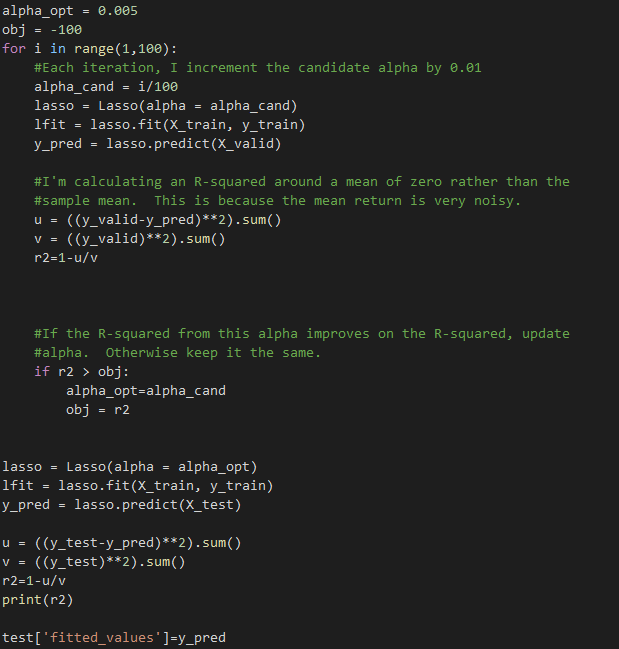 alpha_opt = 0.005
obj = -100
for i in range(1,100):
    #Each iteration, I increment the candidate alpha by 0.01
    alpha_cand = i/100
    lasso = Lasso(alpha = alpha_cand)
    lfit = lasso.fit(X_train, y_train)
    y_pred = lasso.predict(X_valid)

    #I'm calculating an R-squared around a mean of zero rather than the
    #sample mean.  This is because the mean return is very noisy.
    u = ((y_valid-y_pred)**2).sum()
    v = ((y_valid)**2).sum()
    r2=1-u/v

    #If the R-squared from this alpha improves on the R-squared, update
    #alpha.  Otherwise keep it the same.
    if r2 > obj:
        alpha_opt=alpha_cand
        obj = r2

lasso = Lasso(alpha = alpha_opt)
lfit = lasso.fit(X_train, y_train)
y_pred = lasso.predict(X_test)

u = ((y_test-y_pred)**2).sum()
v = ((y_test)**2).sum()
r2=1-u/v
print(r2)

test['fitted_values']=y_pred